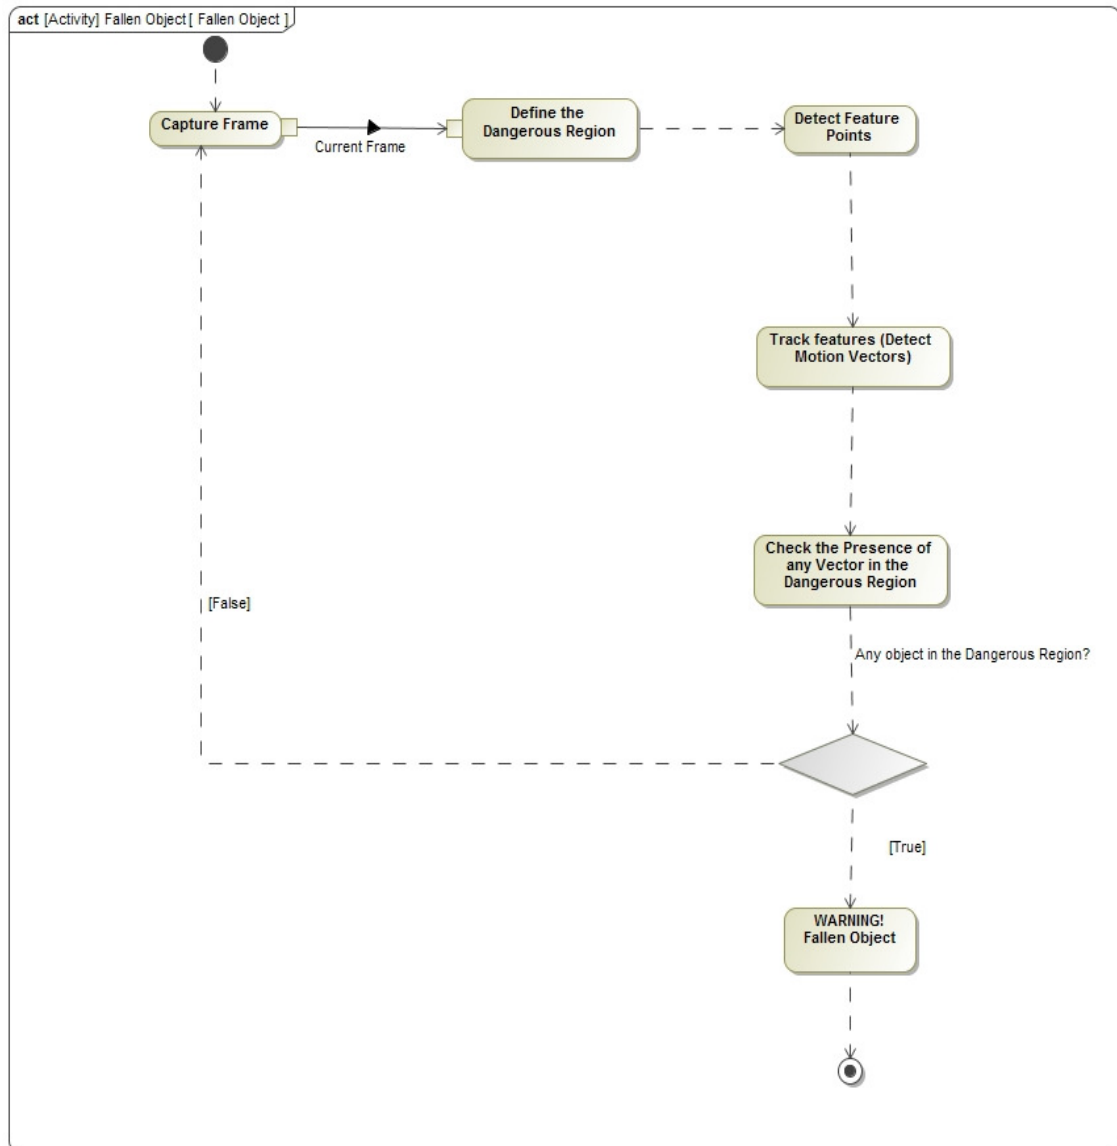 act [Activity] Fallen Object [ Fallen Object ]
Capture Frame
Current Frame
Define the
Dangerous Region
Detect Feature
Points
Track features (Detect
Motion Vectors)
Check the Presence of
any Vector in the
Dangerous Region
[False]
Any object in the Dangerous Region?
[True]
WARNING!
Fallen Object